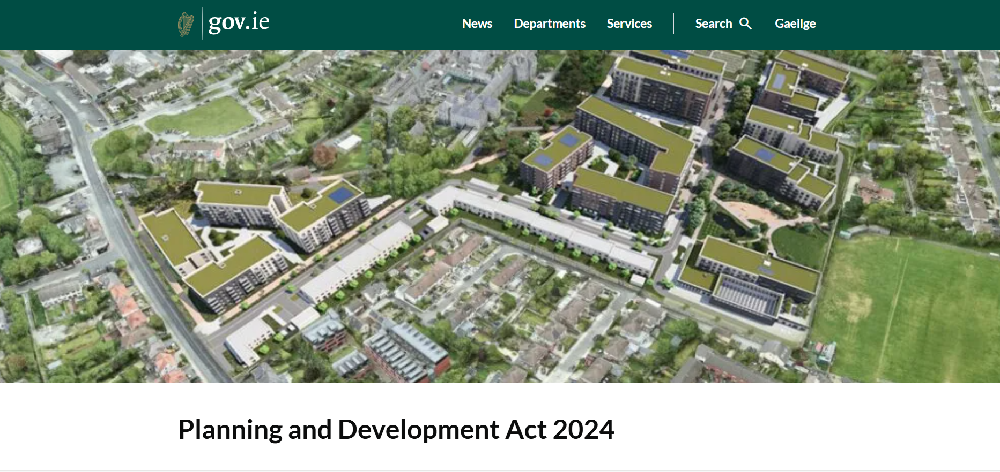 gov.ie
News Departments Services Search Gaeilge
Planning and Development Act 2024